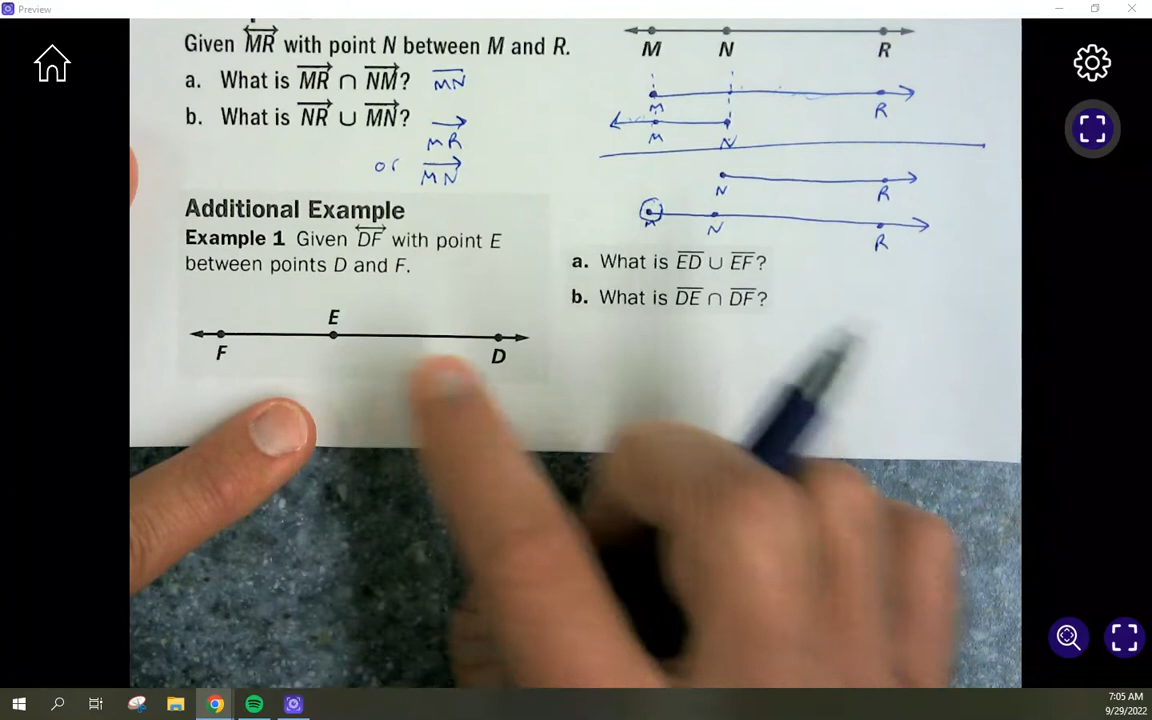 Preview
Given MR with point N between M and R.
a. What is MR ∩ NM? MN
b. What is NR ∪ MN?
MR
or MN
M N R
M R
M N
N R
M N R
Additional Example
Example 1 Given DF with point E
between points D and F.
E
F D
a. What is ED ∪ EF?
b. What is DE ∩ DF?
7:05 AM
9/29/2022